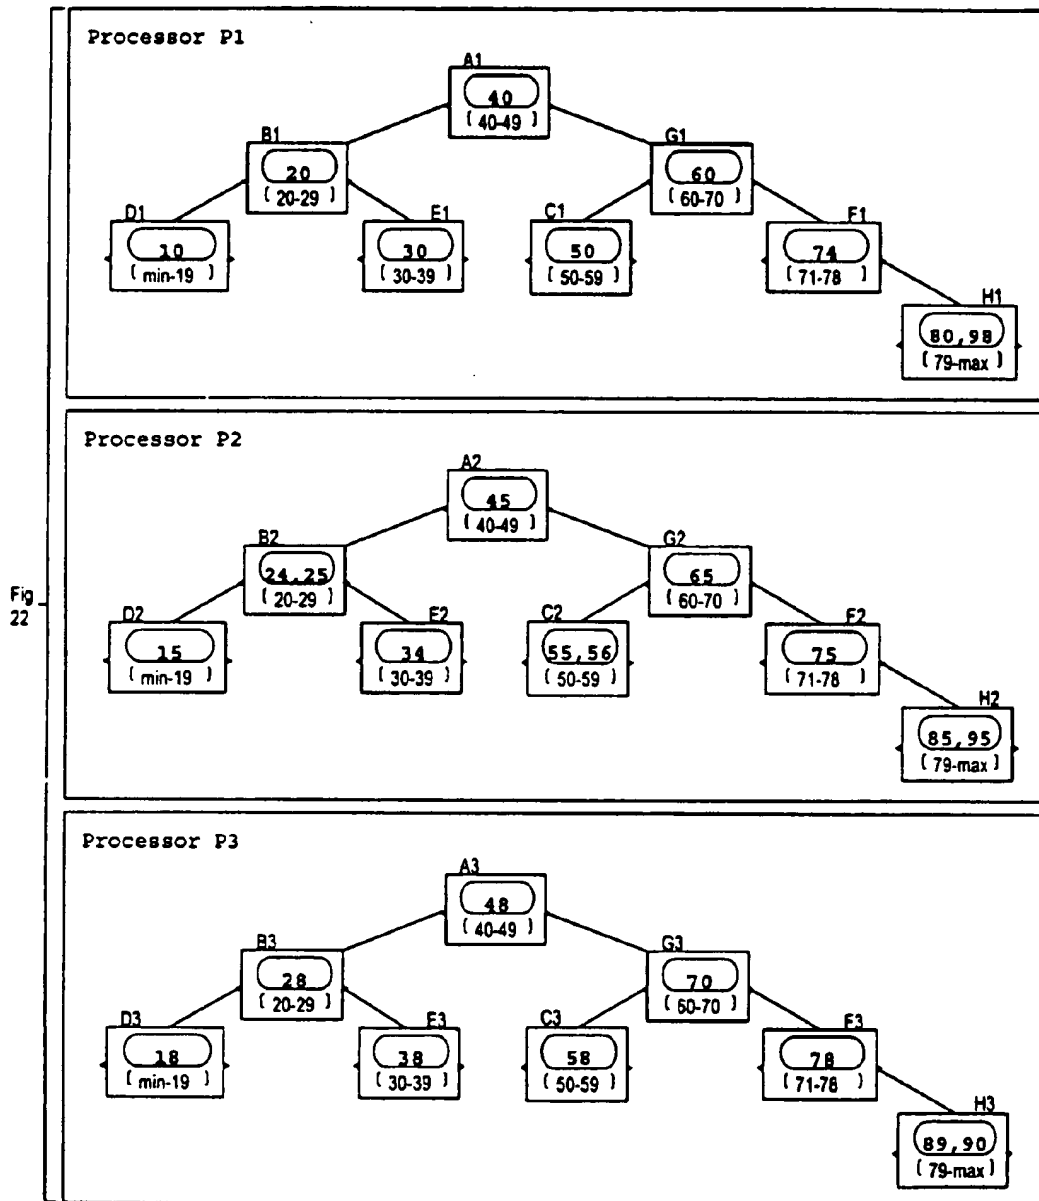 Processor P1
A1
40
( 40-49 )
B1
20
( 20-29 )
G1
60
( 60-70 )
D1
10
( min-19 )
E1
30
( 30-39 )
C1
50
( 50-59 )
F1
74
( 71-78 )
H1
80,98
( 79-max )
Processor P2
A2
45
( 40-49 )
B2
24,25
( 20-29 )
G2
65
( 60-70 )
Fig
22
D2
15
( min-19 )
E2
34
( 30-39 )
C2
55,56
( 50-59 )
F2
75
( 71-78 )
H2
85,95
( 79-max )
Processor P3
A3
48
( 40-49 )
B3
28
( 20-29 )
G3
70
( 60-70 )
D3
18
( min-19 )
E3
38
( 30-39 )
C3
58
( 50-59 )
F3
78
( 71-78 )
H3
89,90
( 79-max )